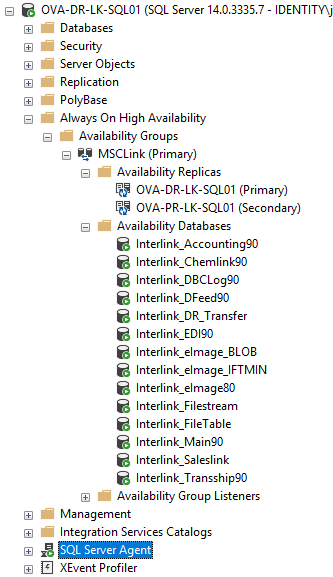 OVA-DR-LK-SQL01 (SQL Server 14.0.3335.7 - IDENTITY\j
Databases
Security
Server Objects
Replication
PolyBase
Always On High Availability
Availability Groups
MSCLink (Primary)
Availability Replicas
OVA-DR-LK-SQL01 (Primary)
OVA-PR-LK-SQL01 (Secondary)
Availability Databases
Interlink_Accounting90
Interlink_Chemlink90
Interlink_DBCLog90
Interlink_DFeed90
Interlink_DR_Transfer
Interlink_EDI90
Interlink_eImage_BLOB
Interlink_eImage_IFTMIN
Interlink_eImage80
Interlink_Filestream
Interlink_FileTable
Interlink_Main90
Interlink_Saleslink
Interlink_Transship90
Availability Group Listeners
Management
Integration Services Catalogs
SQL Server Agent
XEvent Profiler